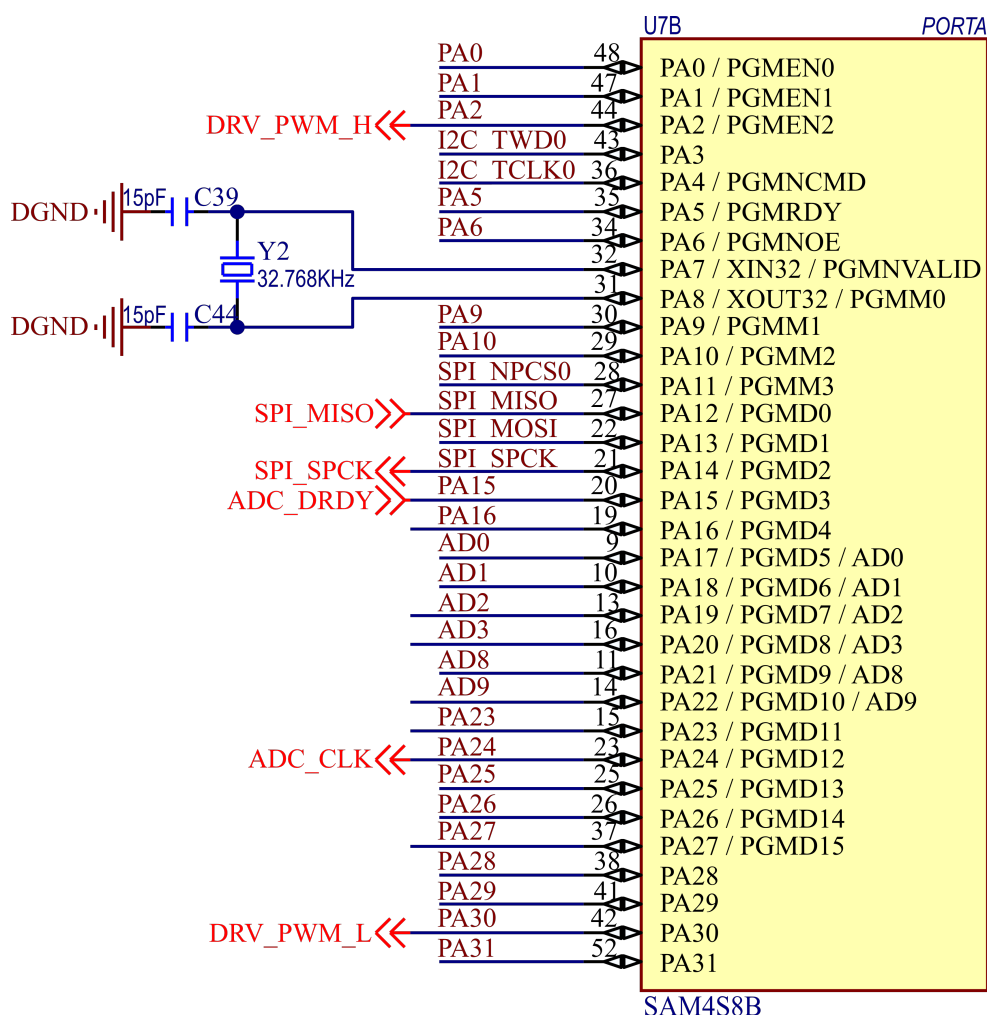 U7B PORTA
PA0 48 PA0 / PGMEN0
PA1 47 PA1 / PGMEN1
DRV_PWM_H PA2 44 PA2 / PGMEN2
I2C_TWD0 43 PA3
I2C_TCLK0 36 PA4 / PGMNCMD
DGND 15pF C39 PA5 35 PA5 / PGMRDY
PA6 34 PA6 / PGMNOE
Y2 32 PA7 / XIN32 / PGMNVALID
32.768KHz
31 PA8 / XOUT32 / PGMM0
DGND 15pF C44 PA9 30 PA9 / PGMM1
PA10 29 PA10 / PGMM2
SPI_NPCS0 28 PA11 / PGMM3
SPI_MISO SPI_MISO 27 PA12 / PGMD0
SPI_MOSI 22 PA13 / PGMD1
SPI_SPCK SPI_SPCK 21 PA14 / PGMD2
ADC_DRDY PA15 20 PA15 / PGMD3
PA16 19 PA16 / PGMD4
AD0 9 PA17 / PGMD5 / AD0
AD1 10 PA18 / PGMD6 / AD1
AD2 13 PA19 / PGMD7 / AD2
AD3 16 PA20 / PGMD8 / AD3
AD8 11 PA21 / PGMD9 / AD8
AD9 14 PA22 / PGMD10 / AD9
PA23 15 PA23 / PGMD11
ADC_CLK PA24 23 PA24 / PGMD12
PA25 25 PA25 / PGMD13
PA26 26 PA26 / PGMD14
PA27 37 PA27 / PGMD15
PA28 38 PA28
PA29 41 PA29
DRV_PWM_L PA30 42 PA30
PA31 52 PA31
SAM4S8B